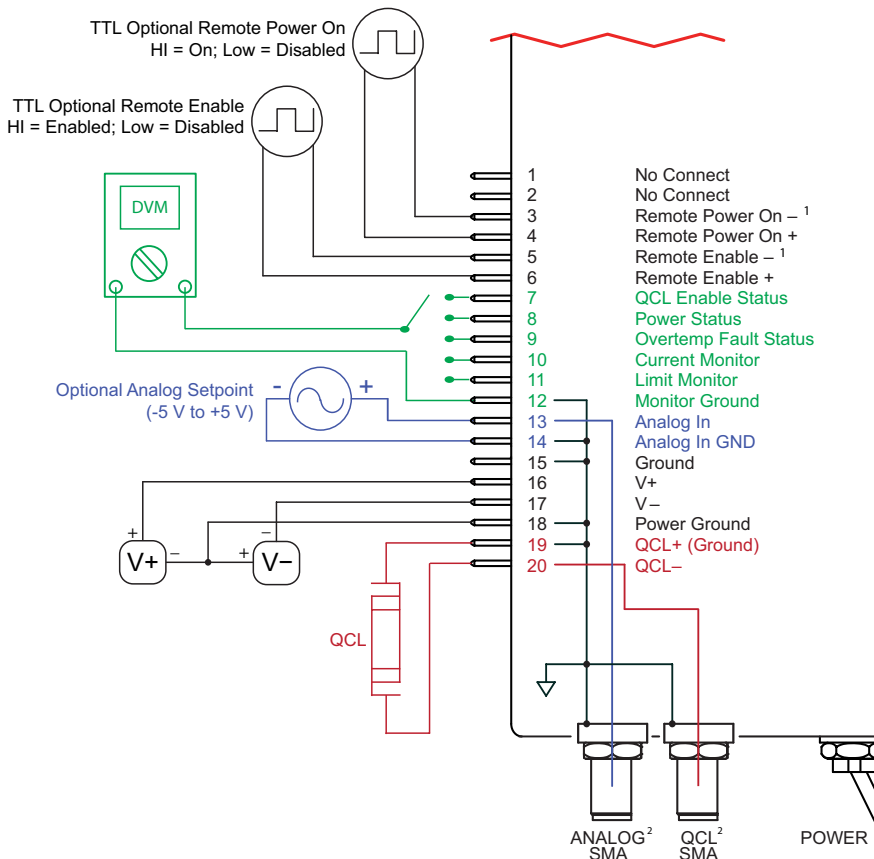 TTL Optional Remote Power On
HI = On; Low = Disabled
TTL Optional Remote Enable
HI = Enabled; Low = Disabled
DVM
1 No Connect
2 No Connect
3 Remote Power On – 1
4 Remote Power On +
5 Remote Enable – 1
6 Remote Enable +
7 QCL Enable Status
8 Power Status
9 Overtemp Fault Status
10 Current Monitor
11 Limit Monitor
12 Monitor Ground
13 Analog In
14 Analog In GND
15 Ground
16 V+
17 V–
18 Power Ground
19 QCL+ (Ground)
20 QCL–
Optional Analog Setpoint
(-5 V to +5 V)
- +
+ – – +
V+ V–
QCL
ANALOG2
SMA
QCL2
SMA
POWER